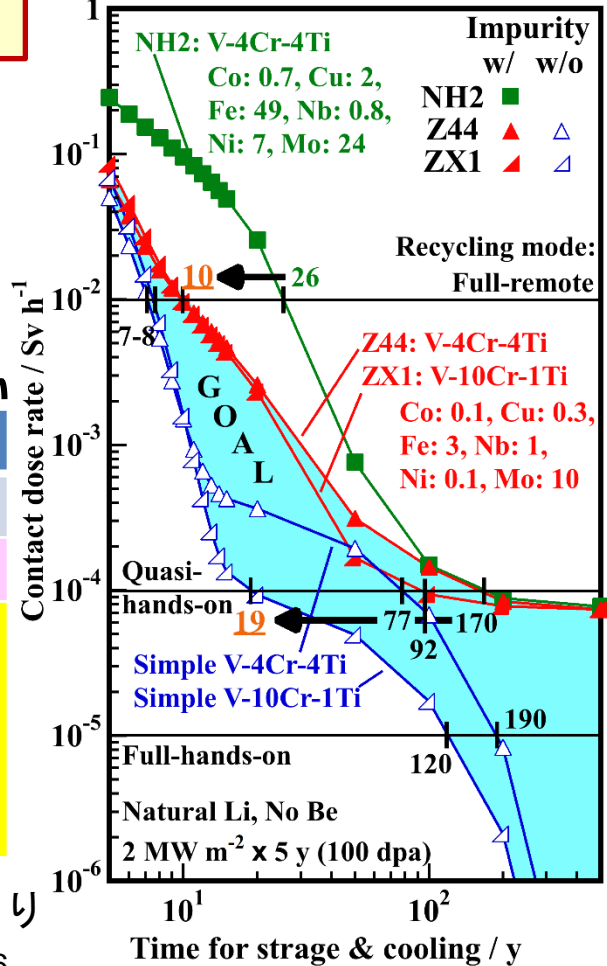 1
10⁻¹
10⁻²
10⁻³
10⁻⁴
10⁻⁵
10⁻⁶
Contact dose rate / Sv h⁻¹
NH2: V-4Cr-4Ti
Co: 0.7, Cu: 2,
Fe: 49, Nb: 0.8,
Ni: 7, Mo: 24
Impurity
w/ w/o
NH2
Z44
ZX1
Recycling mode:
Full-remote
10
26
7-8
Z44: V-4Cr-4Ti
ZX1: V-10Cr-1Ti
Co: 0.1, Cu: 0.3,
Fe: 3, Nb: 1,
Ni: 0.1, Mo: 10
G
O
A
L
Quasi-
hands-on
19
77
170
92
Simple V-4Cr-4Ti
Simple V-10Cr-1Ti
190
120
Full-hands-on
Natural Li, No Be
2 MW m⁻² x 5 y (100 dpa)
10¹
10²
Time for strage & cooling / y
り